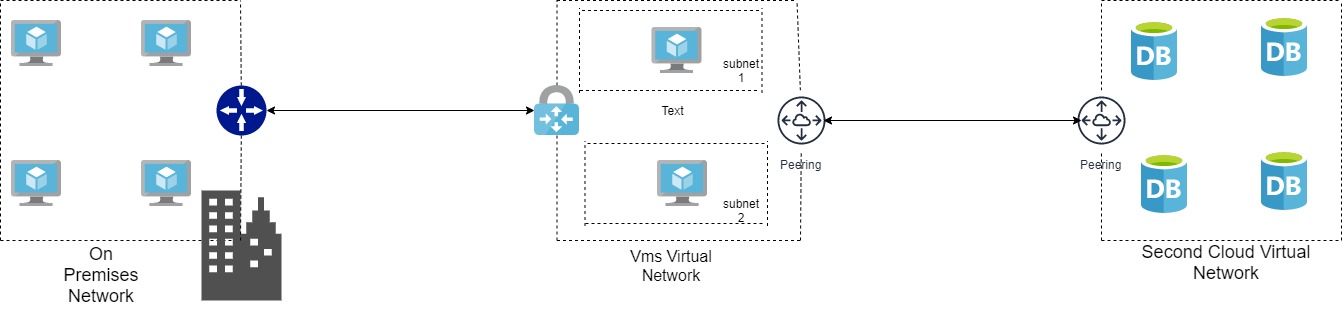 subnet
1
Text
Peering
Peering
subnet
2
DB
DB
DB
DB
On
Premises
Network
Vms Virtual
Network
Second Cloud Virtual
Network